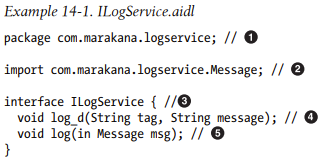 Example 14-1. ILogService.aidl
package com.marakana.logservice; // ❶
import com.marakana.logservice.Message; // ❷
interface ILogService { //❸
void log_d(String tag, String message); // ❹
void log(in Message msg); // ❺
}